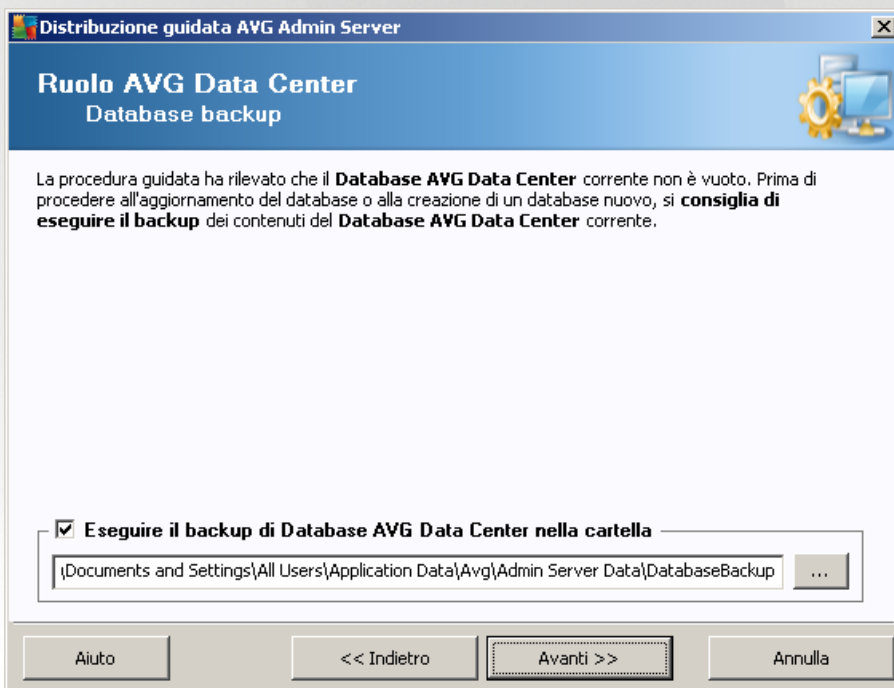 Distribuzione guidata AVG Admin Server
Ruolo AVG Data Center
Database backup
La procedura guidata ha rilevato che il Database AVG Data Center corrente non è vuoto. Prima di
procedere all'aggiornamento del database o alla creazione di un database nuovo, si consiglia di
eseguire il backup dei contenuti del Database AVG Data Center corrente.
Eseguire il backup di Database AVG Data Center nella cartella
\Documents and Settings\All Users\Application Data\Avg\Admin Server Data\DatabaseBackup
...
Aiuto
<< Indietro
Avanti >>
Annulla